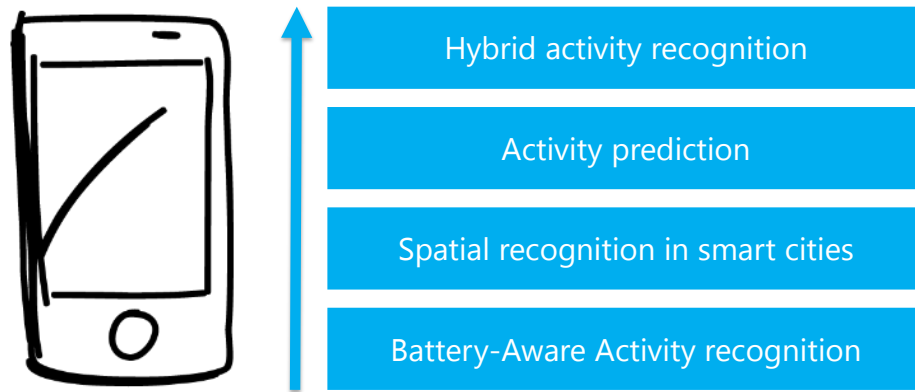 Hybrid activity recognition
Activity prediction
Spatial recognition in smart cities
Battery-Aware Activity recognition